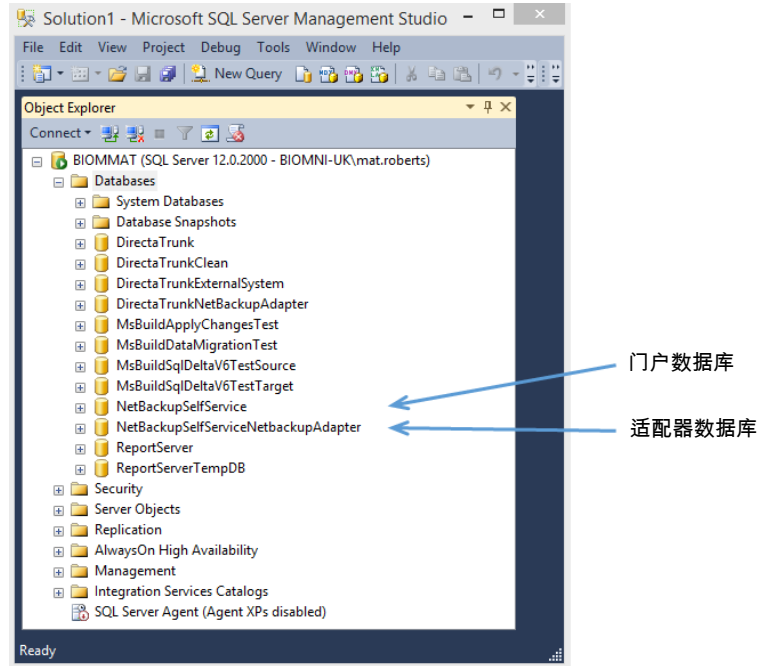 Solution1 - Microsoft SQL Server Management Studio
File Edit View Project Debug Tools Window Help
New Query
Object Explorer
Connect
BIOMMAT (SQL Server 12.0.2000 - BIOMNI-UK\mat.roberts)
Databases
System Databases
Database Snapshots
DirectaTrunk
DirectaTrunkClean
DirectaTrunkExternalSystem
DirectaTrunkNetBackupAdapter
MsBuildApplyChangesTest
MsBuildDataMigrationTest
MsBuildSqlDeltaV6TestSource
MsBuildSqlDeltaV6TestTarget
NetBackupSelfService
NetBackupSelfServiceNetbackupAdapter
ReportServer
ReportServerTempDB
Security
Server Objects
Replication
AlwaysOn High Availability
Management
Integration Services Catalogs
SQL Server Agent (Agent XPs disabled)
Ready
门户数据库
适配器数据库